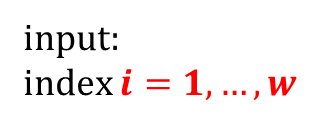 input:
index i = 1, …, w